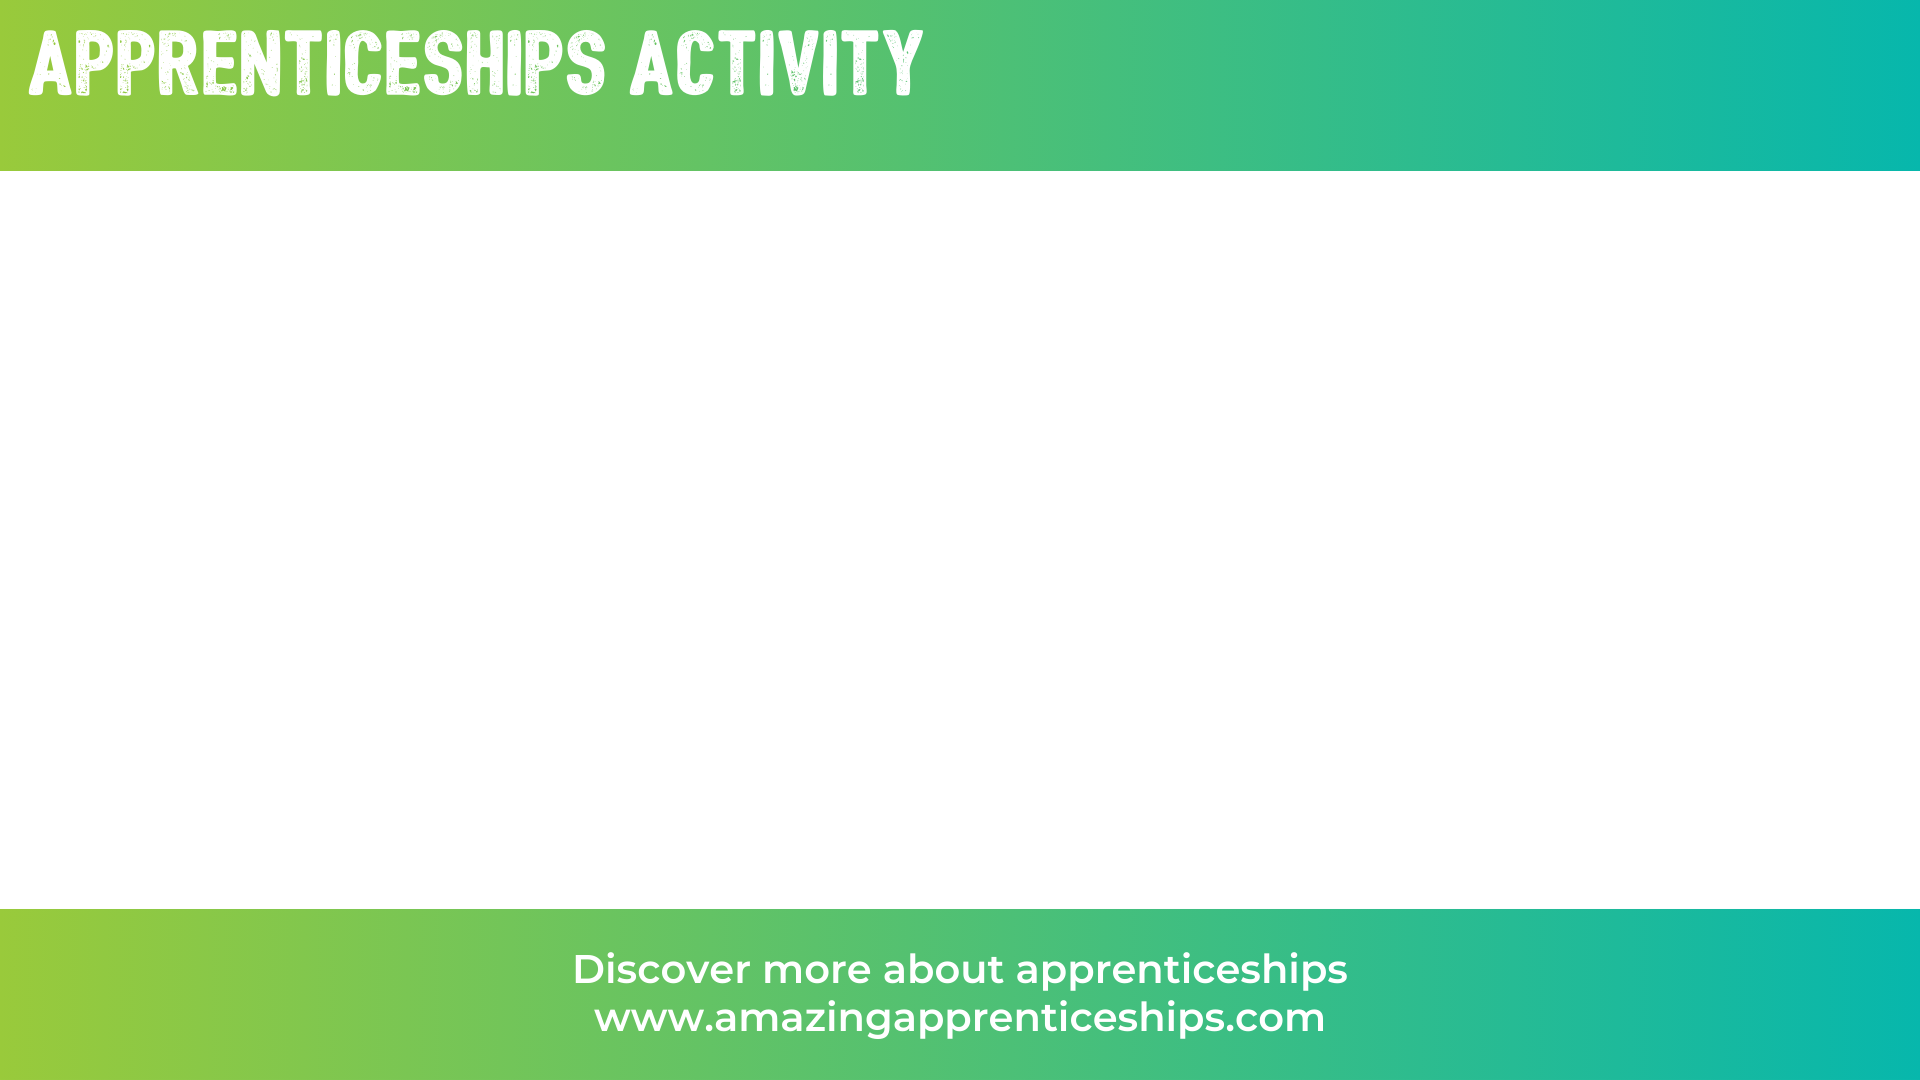 APPRENTICESHIPS ACTIVITY
Discover more about apprenticeships
www.amazingapprenticeships.com